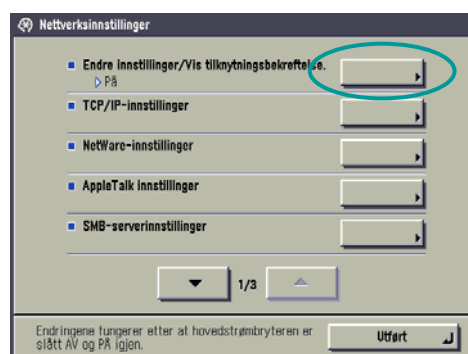 Nettverksinnstillinger
Endre innstillinger/Vis tilknytningsbekreftelse.
På
TCP/IP-innstillinger
NetWare-innstillinger
AppleTalk innstillinger
SMB-serverinnstillinger
1/3
Endringene fungerer etter at hovedstrømbryteren er
slått AV og PÅ igjen.
Utført